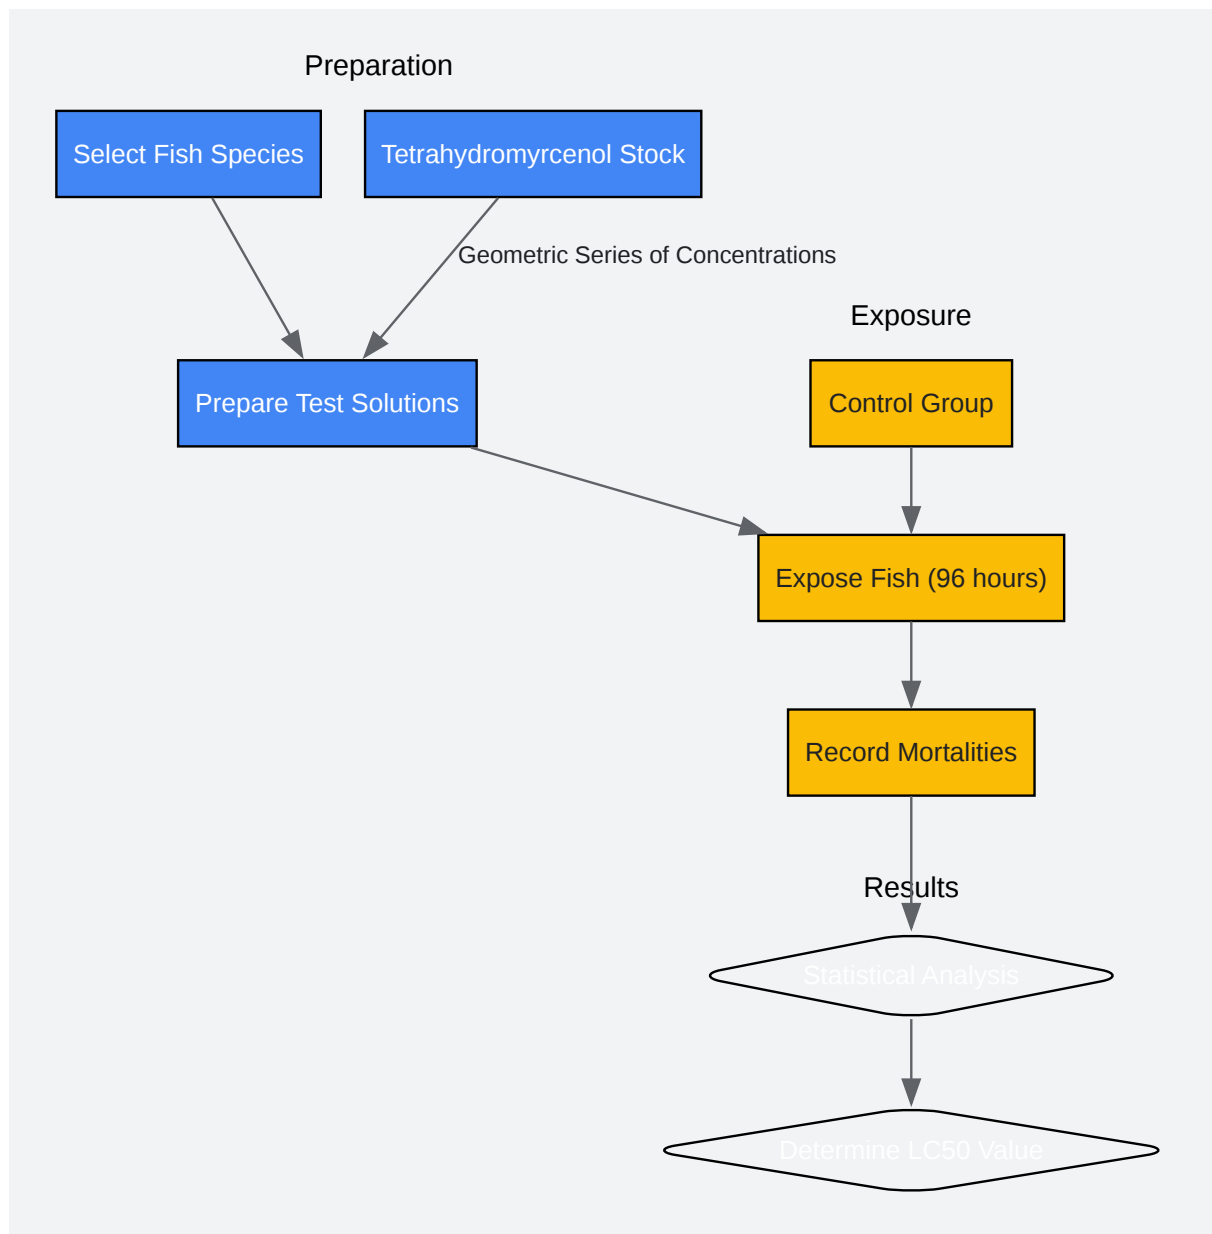 Preparation
Select Fish Species
Tetrahydromyrcenol Stock
Geometric Series of Concentrations
Prepare Test Solutions
Exposure
Control Group
Expose Fish (96 hours)
Record Mortalities
Results
Statistical Analysis
Determine LC50 Value